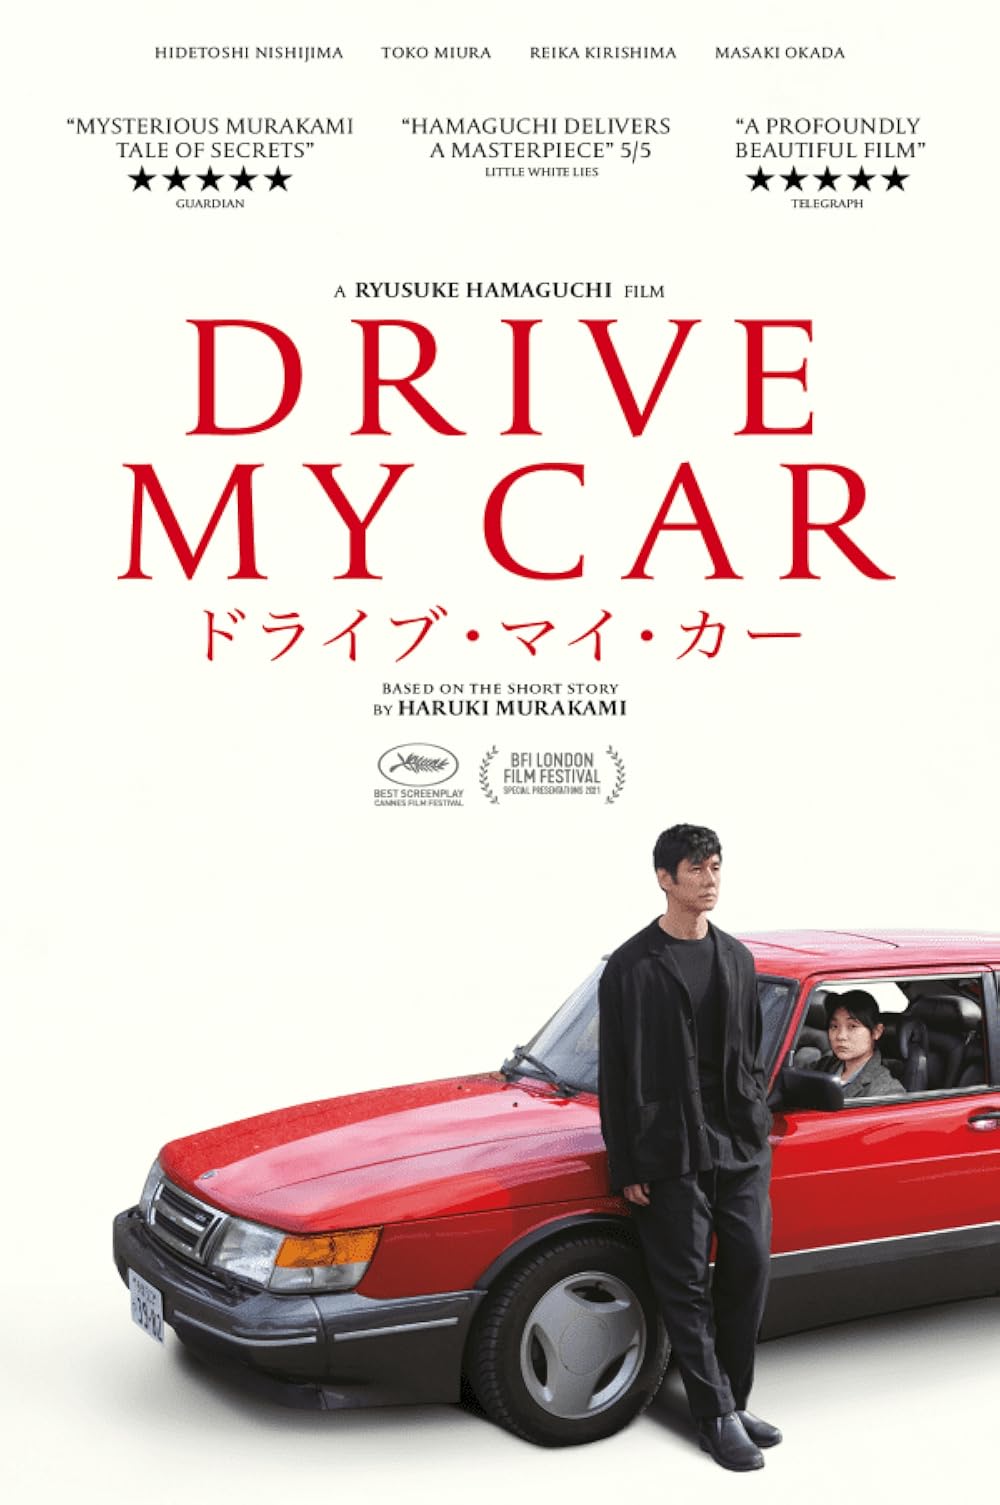 HIDETOSHI NISHIJIMA TOKO MIURA REIKA KIRISHIMA MASAKI OKADA
“MYSTERIOUS MURAKAMI
TALE OF SECRETS”
★★★★★
GUARDIAN
“HAMAGUCHI DELIVERS
A MASTERPIECE” 5/5
LITTLE WHITE LIES
“A PROFOUNDLY
BEAUTIFUL FILM”
★★★★★
TELEGRAPH
A RYUSUKE HAMAGUCHI FILM
DRIVE
MY CAR
ドライブ・マイ・カー
BASED ON THE SHORT STORY
BY HARUKI MURAKAMI
BEST SCREENPLAY
CANNES FILM FESTIVAL
BFI LONDON
FILM FESTIVAL
SPECIAL PRESENTATIONS 2021
39-82